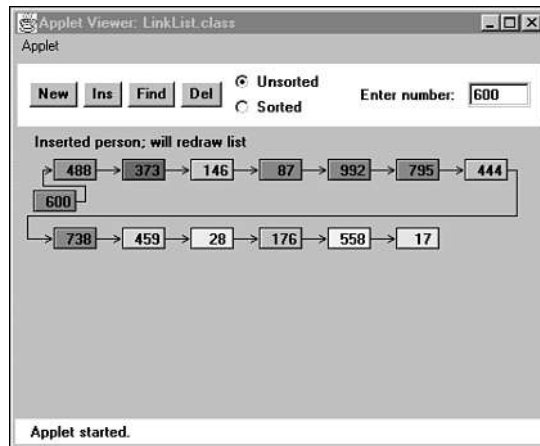 Applet Viewer: LinkList.class
Applet
New Ins Find Del Unsorted Enter number: 600
Sorted
Inserted person; will redraw list
488 373 146 87 992 795 444
600
738 459 28 176 558 17
Applet started.